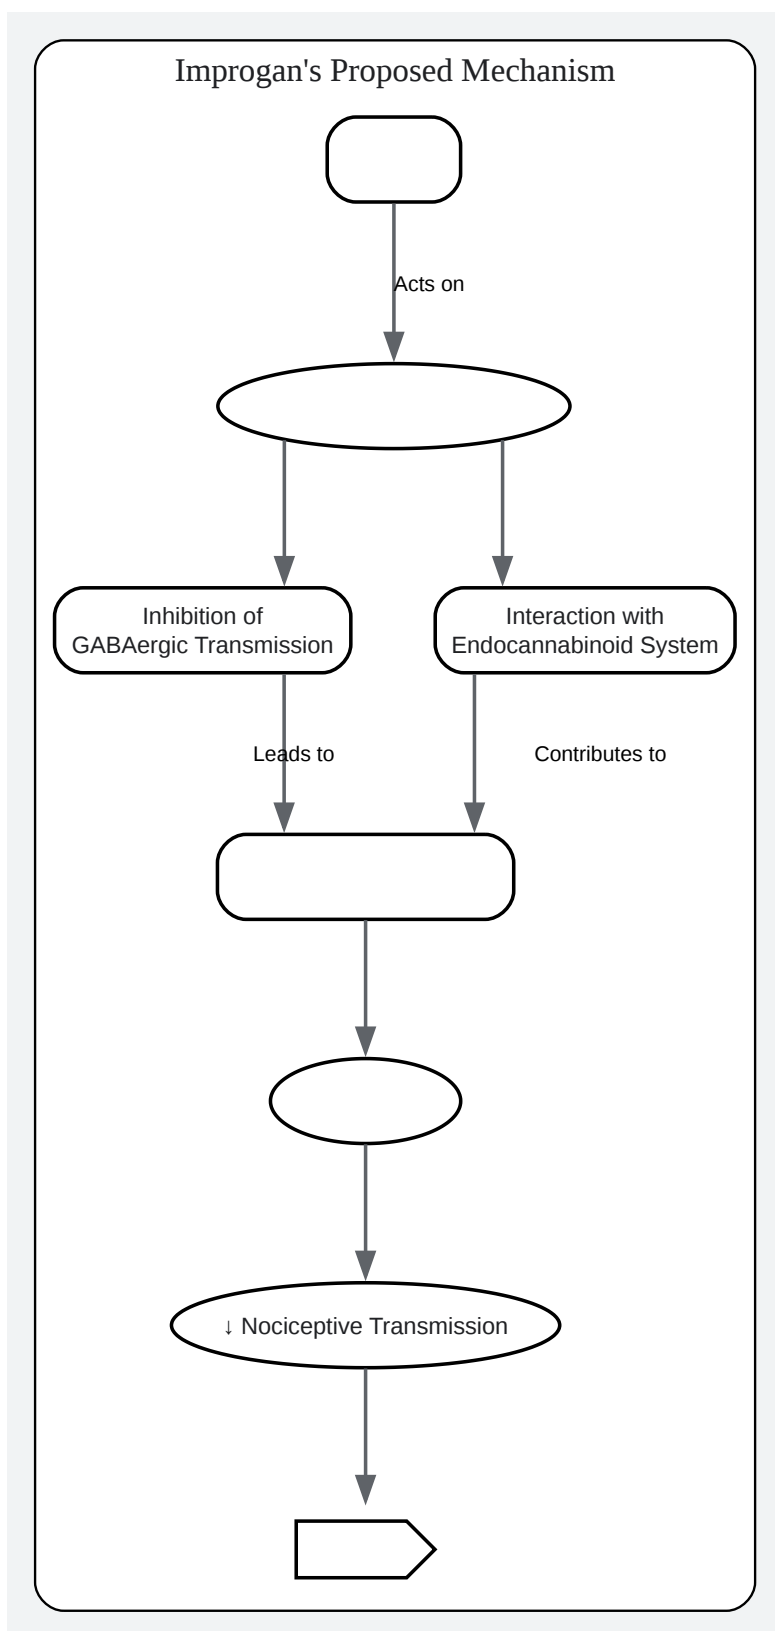 Improgan's Proposed Mechanism
Acts on
Inhibition of
GABAergic Transmission
Interaction with
Endocannabinoid System
Leads to
Contributes to
↓ Nociceptive Transmission